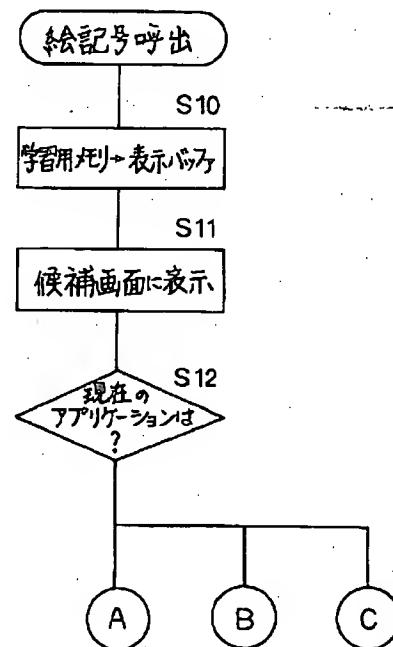 絵記号呼出
S10
学習用メモリ→表示バッファ
S11
候補画面に表示
S12
現在の
アプリケーションは
?
A B C